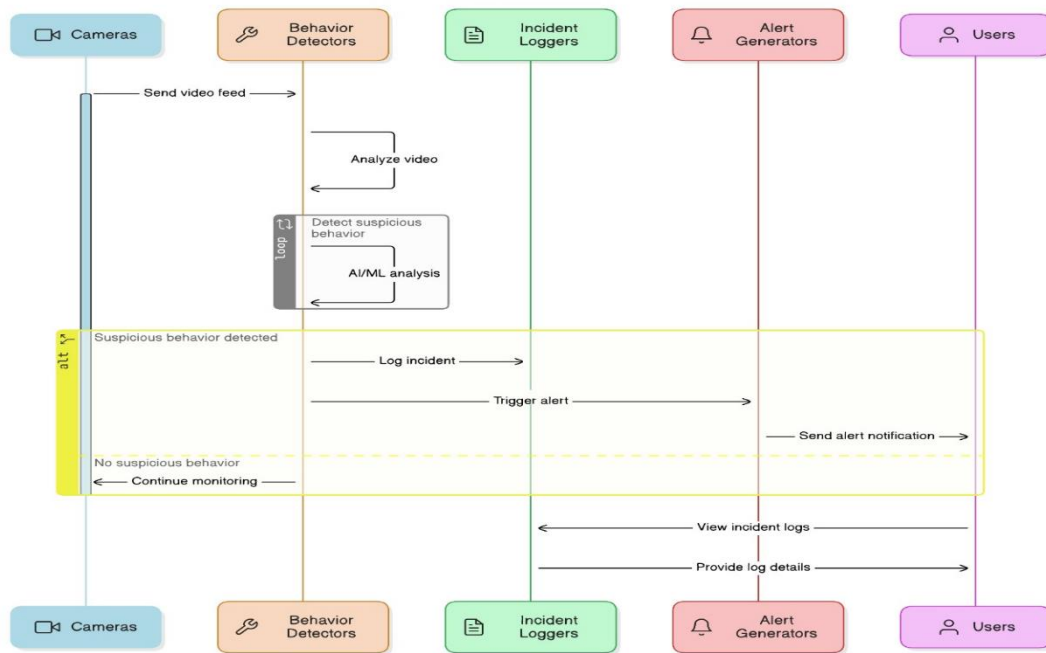 Cameras
Behavior
Detectors
Incident
Loggers
Alert
Generators
Users
Send video feed
Analyze video
loop
Detect suspicious
behavior
AI/ML analysis
alt
Suspicious behavior detected
Log incident
Trigger alert
Send alert notification
No suspicious behavior
Continue monitoring
View incident logs
Provide log details
Cameras
Behavior
Detectors
Incident
Loggers
Alert
Generators
Users